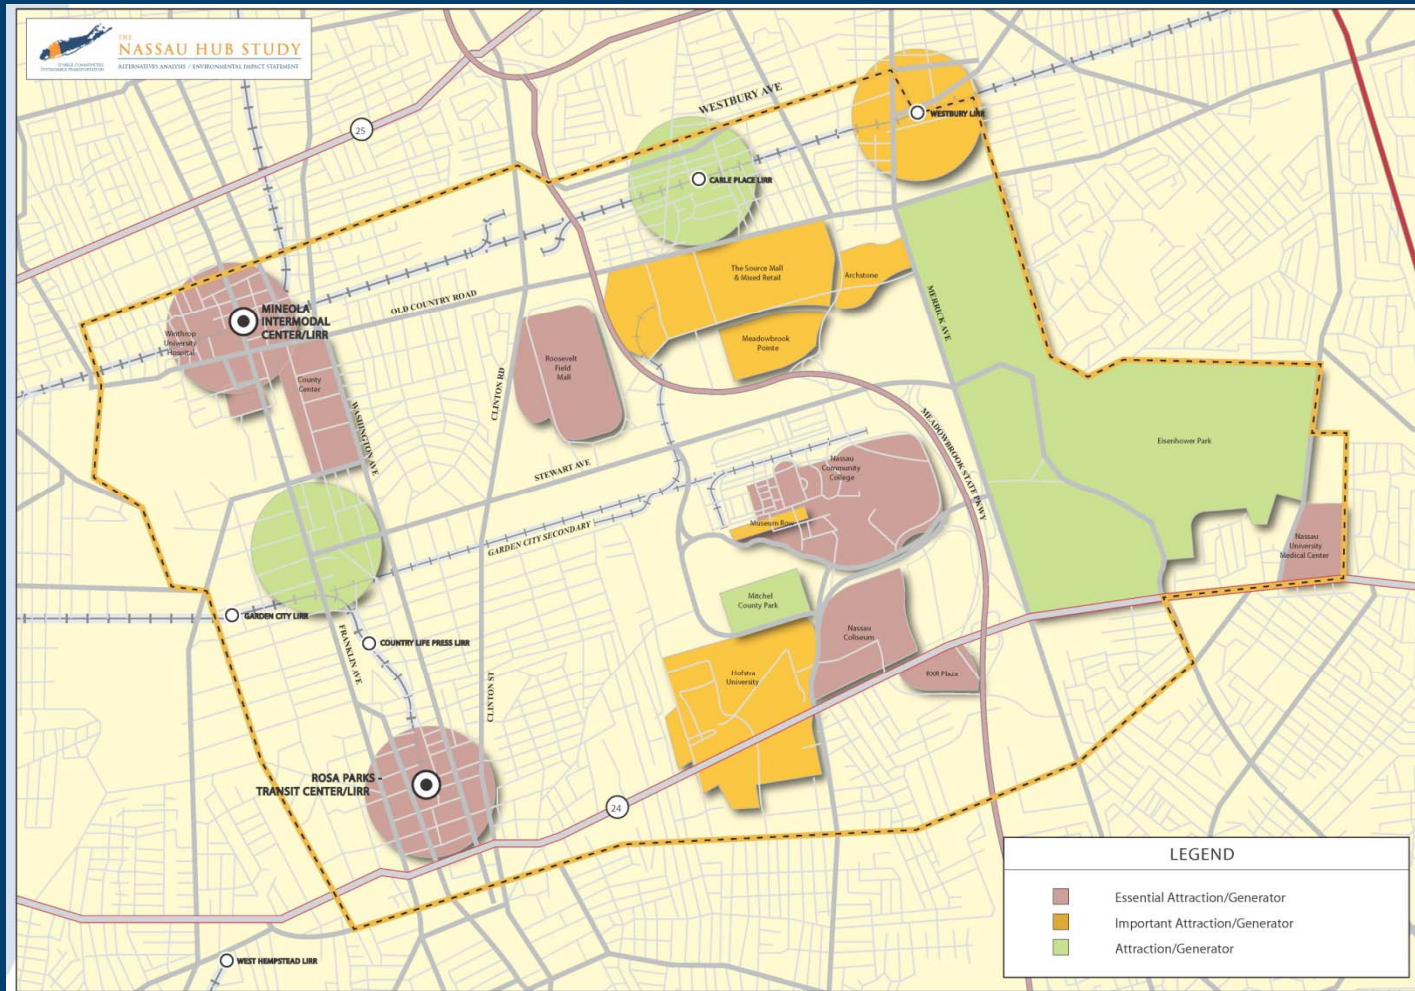 THE
NASSAU HUB STUDY
ALTERNATIVES ANALYSIS / ENVIRONMENTAL IMPACT STATEMENT
WESTBURY AVE
25
WESTBURY LIRR
CARLE PLACE LIRR
The Source Mall
& Mixed Retail
Archstone
MINEOLA
INTERMODAL
CENTER/LIRR
OLD COUNTRY ROAD
Winthrop
University
Hospital
Meadowbrook
Pointe
MERRICK AVE
Roosevelt
Field
Mall
County
Center
CLINTON RD
WASHINGTON AVE
MEADOWBROOK STATE PKWY
Eisenhower Park
STEWART AVE
Nassau
Community
College
Museum Row
GARDEN CITY SECONDARY
Nassau
University
Medical Center
Mitchel
County Park
GARDEN CITY LIRR
COUNTRY LIFE PRESS LIRR
FRANKLIN AVE
Nassau
Coliseum
Hofstra
University
RXR Plaza
CLINTON ST
ROSA PARKS -
TRANSIT CENTER/LIRR
24
WEST HEMPSTEAD LIRR
LEGEND
Essential Attraction/Generator
Important Attraction/Generator
Attraction/Generator